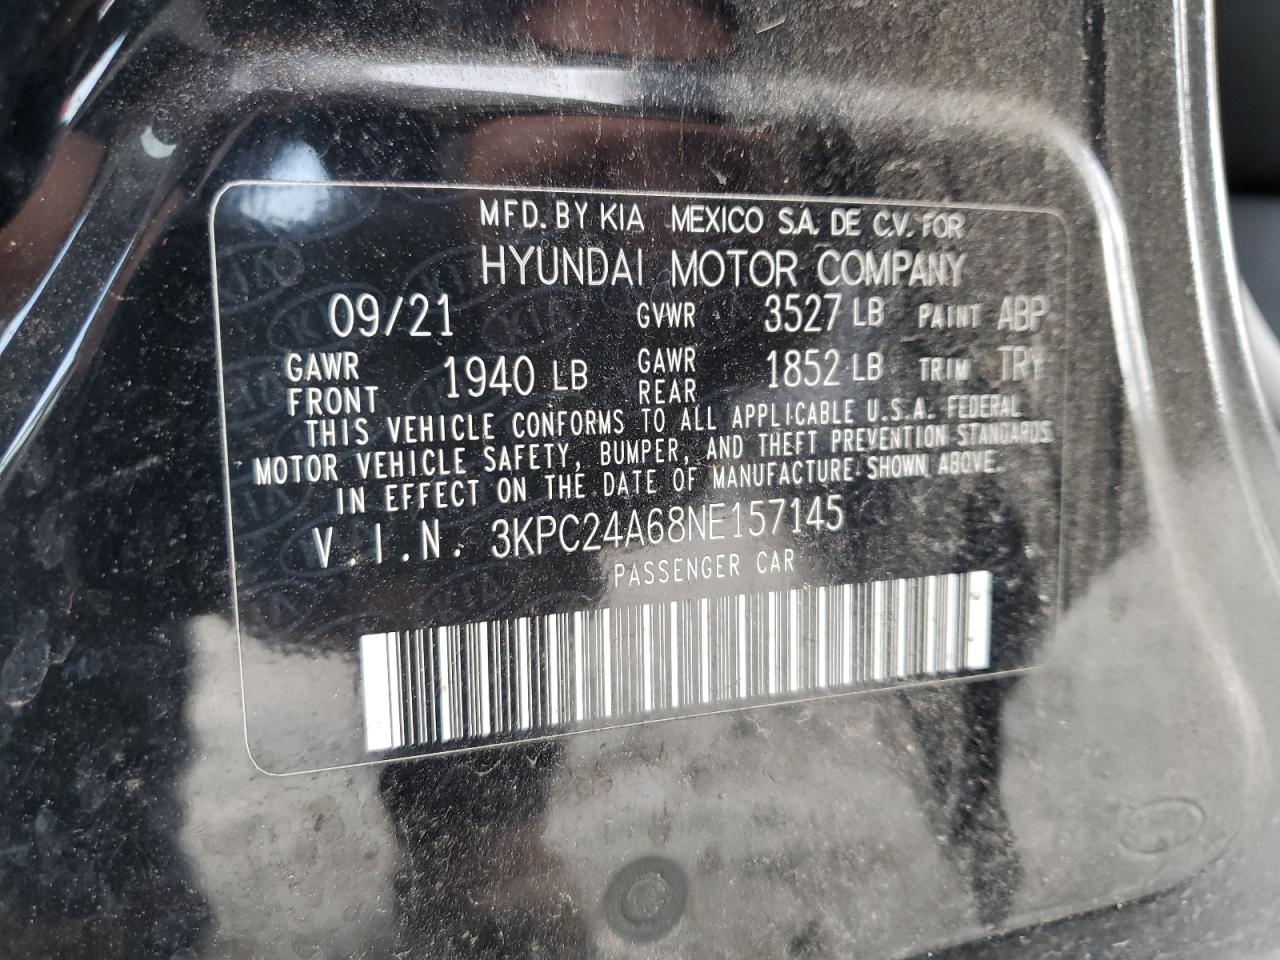 MFD. BY KIA MEXICO S.A. DE C.V. FOR
HYUNDAI MOTOR COMPANY
09/21 GVWR 3527 LB PAINT ABP
GAWR FRONT 1940 LB GAWR REAR 1852 LB TRIM TRY
THIS VEHICLE CONFORMS TO ALL APPLICABLE U.S.A. FEDERAL
MOTOR VEHICLE SAFETY, BUMPER, AND THEFT PREVENTION STANDARDS
IN EFFECT ON THE DATE OF MANUFACTURE SHOWN ABOVE.
V.I.N. 3KPC24A68NE157145
PASSENGER CAR